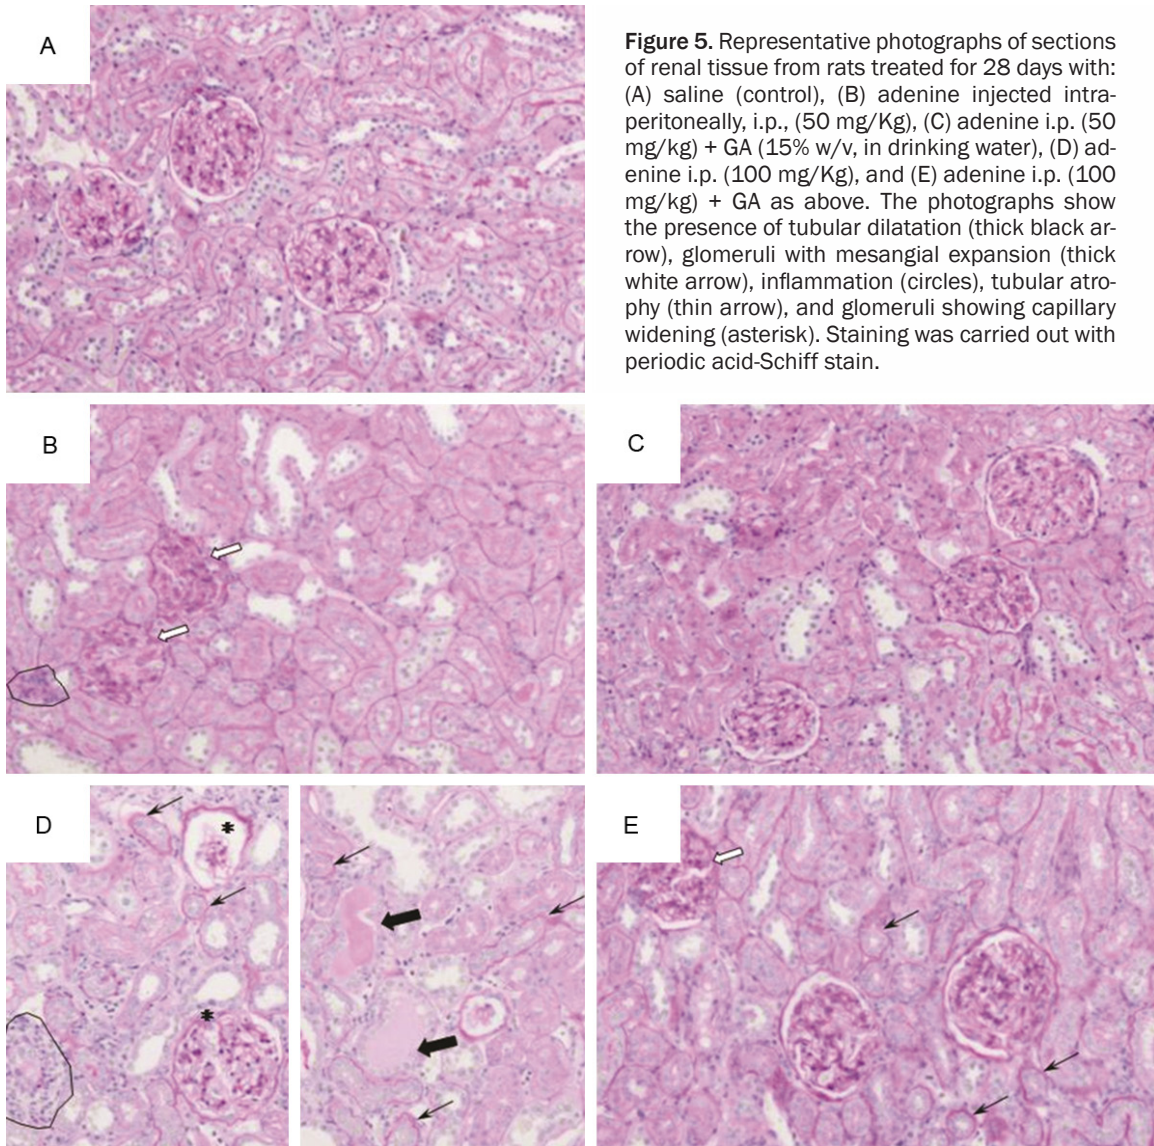 A
Figure 5. Representative photographs of sections
of renal tissue from rats treated for 28 days with:
(A) saline (control), (B) adenine injected intra-
peritoneally, i.p., (50 mg/Kg), (C) adenine i.p. (50
mg/kg) + GA (15% w/v, in drinking water), (D) ad-
enine i.p. (100 mg/Kg), and (E) adenine i.p. (100
mg/kg) + GA as above. The photographs show
the presence of tubular dilatation (thick black ar-
row), glomeruli with mesangial expansion (thick
white arrow), inflammation (circles), tubular atro-
phy (thin arrow), and glomeruli showing capillary
widening (asterisk). Staining was carried out with
periodic acid-Schiff stain.
B
C
D
*
*
E